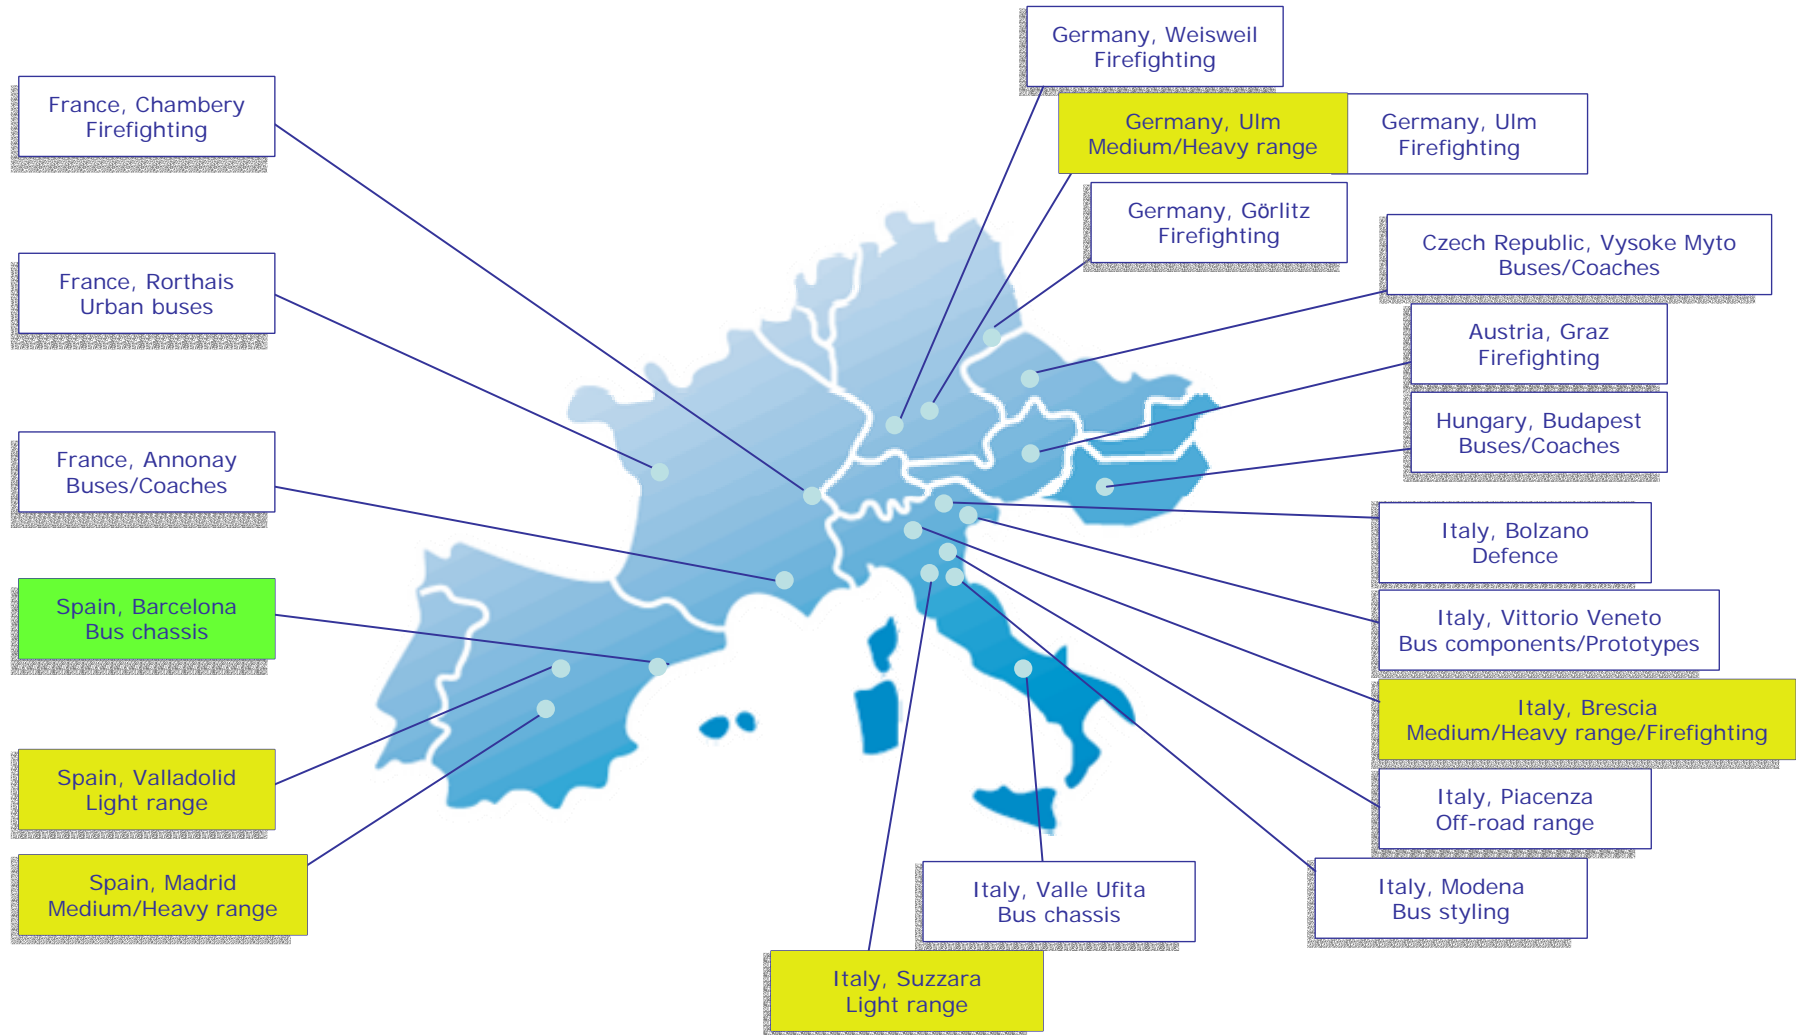 Germany, Weisweil
Firefighting
France, Chambery
Firefighting
Germany, Ulm
Medium/Heavy range
Germany, Ulm
Firefighting
Germany, Görlitz
Firefighting
Czech Republic, Vysoke Myto
Buses/Coaches
France, Rorthais
Urban buses
Austria, Graz
Firefighting
Hungary, Budapest
Buses/Coaches
France, Annonay
Buses/Coaches
Italy, Bolzano
Defence
Spain, Barcelona
Bus chassis
Italy, Vittorio Veneto
Bus components/Prototypes
Italy, Brescia
Medium/Heavy range/Firefighting
Spain, Valladolid
Light range
Italy, Piacenza
Off-road range
Spain, Madrid
Medium/Heavy range
Italy, Valle Ufita
Bus chassis
Italy, Modena
Bus styling
Italy, Suzzara
Light range